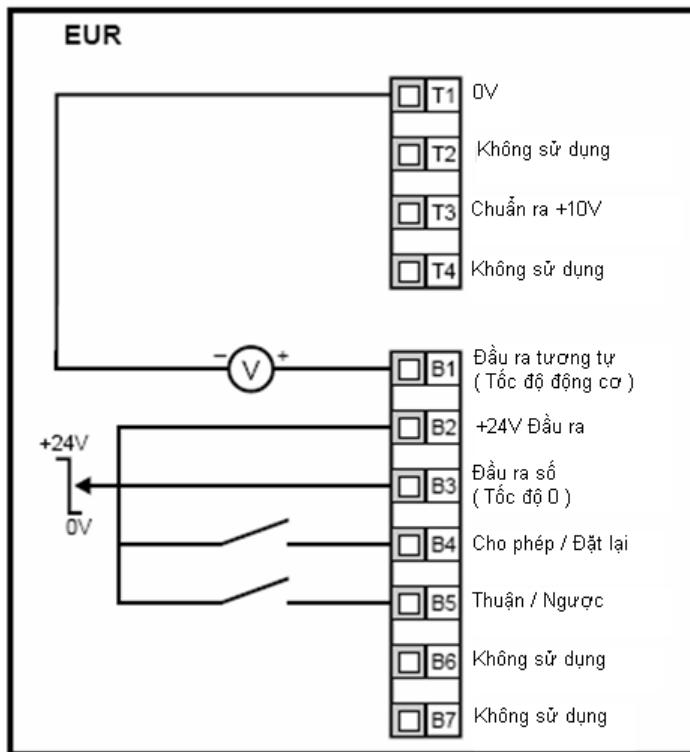 EUR
T1 0V
T2 Không sử dụng
T3 Chuẩn ra +10V
T4 Không sử dụng
− V + B1 Đầu ra tương tự
( Tốc độ động cơ )
B2 +24V Đầu ra
+24V
B3 Đầu ra số
( Tốc độ 0 )
0V
B4 Cho phép / Đặt lại
B5 Thuận / Ngược
B6 Không sử dụng
B7 Không sử dụng